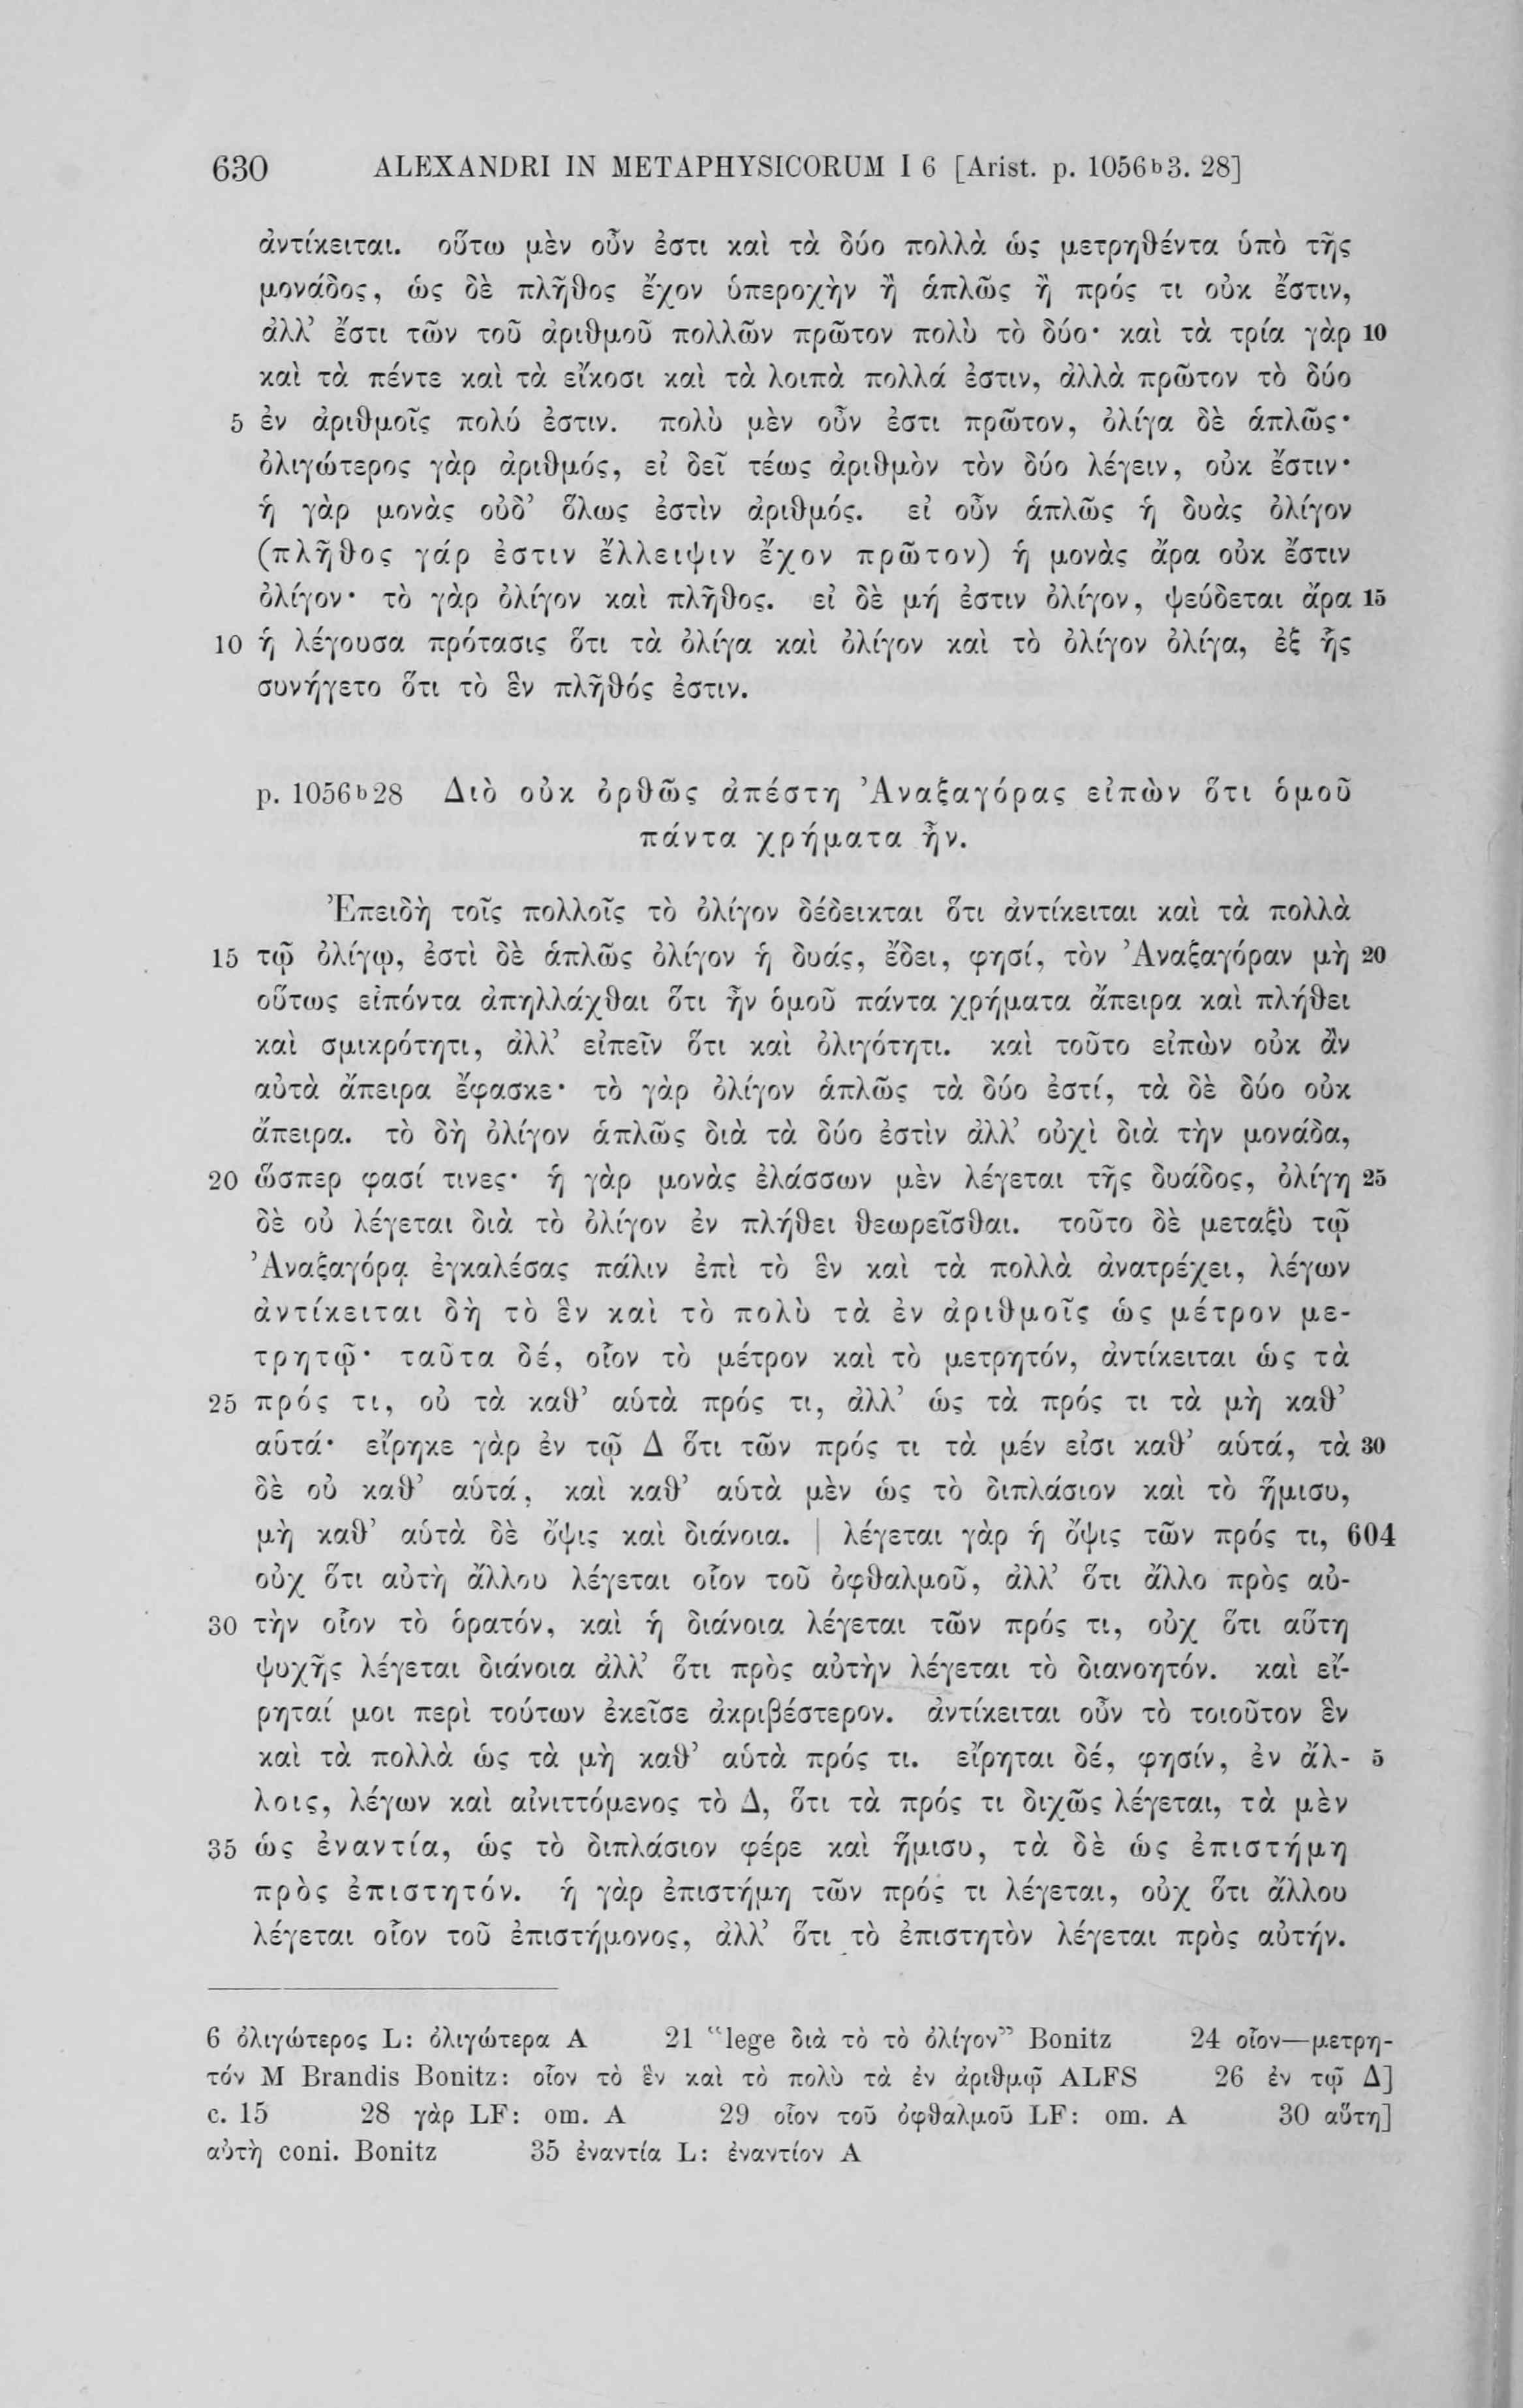 630 ALEXANDRI IN METAPHYSICORUM I 6 [Arist. p. 1056b3. 28]
ἀντίκειται. οὕτω μὲν οὖν ἐστι καὶ τὰ δύο πολλὰ ὡς μετρηθέντα ὑπὸ τῆς
μονάδος, ὡς δὲ πλῆθος ἔχον ὑπεροχὴν ἢ ἁπλῶς ἢ πρός τι οὐκ ἔστιν,
ἀλλ’ ἔστι τῶν τοῦ ἀριθμοῦ πολλῶν πρῶτον πολὺ τὸ δύο· καὶ τὰ τρία γὰρ 10
καὶ τὰ πέντε καὶ τὰ εἴκοσι καὶ τὰ λοιπὰ πολλά ἐστιν, ἀλλὰ πρῶτον τὸ δύο
5 ἐν ἀριθμοῖς πολύ ἐστιν. πολὺ μὲν οὖν ἐστι πρῶτον, ὀλίγα δὲ ἁπλῶς·
ὀλιγώτερος γὰρ ἀριθμός, εἰ δεῖ τέως ἀριθμὸν τὸν δύο λέγειν, οὐκ ἔστιν·
ἡ γὰρ μονὰς οὐδ’ ὅλως ἐστὶν ἀριθμός. εἰ οὖν ἁπλῶς ἡ δυὰς ὀλίγον
(πλῆθος γάρ ἐστιν ἔλλειψιν ἔχον πρῶτον) ἡ μονὰς ἄρα οὐκ ἔστιν
ὀλίγον· τὸ γὰρ ὀλίγον καὶ πλῆθος. εἰ δὲ μή ἐστιν ὀλίγον, ψεύδεται ἄρα 15
10 ἡ λέγουσα πρότασις ὅτι τὰ ὀλίγα καὶ ὀλίγον καὶ τὸ ὀλίγον ὀλίγα, ἐξ ἧς
συνήγετο ὅτι τὸ ἓν πλῆθός ἐστιν.
p. 1056b28 Διὸ οὐκ ὀρθῶς ἀπέστη Ἀναξαγόρας εἰπὼν ὅτι ὁμοῦ
πάντα χρήματα ἦν.
Ἐπειδὴ τοῖς πολλοῖς τὸ ὀλίγον δέδεικται ὅτι ἀντίκειται καὶ τὰ πολλὰ
15 τῷ ὀλίγῳ, ἐστὶ δὲ ἁπλῶς ὀλίγον ἡ δυάς, ἔδει, φησί, τὸν Ἀναξαγόραν μὴ 20
οὕτως εἰπόντα ἀπηλλάχθαι ὅτι ἦν ὁμοῦ πάντα χρήματα ἄπειρα καὶ πλήθει
καὶ σμικρότητι, ἀλλ’ εἰπεῖν ὅτι καὶ ὀλιγότητι. καὶ τοῦτο εἰπὼν οὐκ ἂν
αὐτὰ ἄπειρα ἔφασκε· τὸ γὰρ ὀλίγον ἁπλῶς τὰ δύο ἐστί, τὰ δὲ δύο οὐκ
ἄπειρα. τὸ δὴ ὀλίγον ἁπλῶς διὰ τὰ δύο ἐστὶν ἀλλ’ οὐχὶ διὰ τὴν μονάδα,
20 ὥσπερ φασί τινες· ἡ γὰρ μονὰς ἐλάσσων μὲν λέγεται τῆς δυάδος, ὀλίγη 25
δὲ οὐ λέγεται διὰ τὸ ὀλίγον ἐν πλήθει θεωρεῖσθαι. τοῦτο δὲ μεταξὺ τῷ
Ἀναξαγόρᾳ ἐγκαλέσας πάλιν ἐπὶ τὸ ἓν καὶ τὰ πολλὰ ἀνατρέχει, λέγων
ἀντίκειται δὴ τὸ ἓν καὶ τὸ πολὺ τὰ ἐν ἀριθμοῖς ὡς μέτρον με-
τρητῷ· ταῦτα δέ, οἷον τὸ μέτρον καὶ τὸ μετρητόν, ἀντίκειται ὡς τὰ
25 πρός τι, οὐ τὰ καθ’ αὑτὰ πρός τι, ἀλλ’ ὡς τὰ πρός τι τὰ μὴ καθ’
αὑτά· εἴρηκε γὰρ ἐν τῷ Δ ὅτι τῶν πρός τι τὰ μέν εἰσι καθ’ αὑτά, τὰ 30
δὲ οὐ καθ’ αὑτά, καὶ καθ’ αὑτὰ μὲν ὡς τὸ διπλάσιον καὶ τὸ ἥμισυ,
μὴ καθ’ αὑτὰ δὲ ὄψις καὶ διάνοια. | λέγεται γὰρ ἡ ὄψις τῶν πρός τι, 604
οὐχ ὅτι αὐτὴ ἄλλου λέγεται οἷον τοῦ ὀφθαλμοῦ, ἀλλ’ ὅτι ἄλλο πρὸς αὐ-
30 τὴν οἷον τὸ ὁρατόν, καὶ ἡ διάνοια λέγεται τῶν πρός τι, οὐχ ὅτι αὕτη
ψυχῆς λέγεται διάνοια ἀλλ’ ὅτι πρὸς αὐτὴν λέγεται τὸ διανοητόν. καὶ εἴ-
ρηταί μοι περὶ τούτων ἐκεῖσε ἀκριβέστερον. ἀντίκειται οὖν τὸ τοιοῦτον ἓν
καὶ τὰ πολλὰ ὡς τὰ μὴ καθ’ αὑτὰ πρός τι. εἴρηται δέ, φησίν, ἐν ἄλ- 5
λοις, λέγων καὶ αἰνιττόμενος τὸ Δ, ὅτι τὰ πρός τι διχῶς λέγεται, τὰ μὲν
35 ὡς ἐναντία, ὡς τὸ διπλάσιον φέρε καὶ ἥμισυ, τὰ δὲ ὡς ἐπιστήμη
πρὸς ἐπιστητόν. ἡ γὰρ ἐπιστήμη τῶν πρός τι λέγεται, οὐχ ὅτι ἄλλου
λέγεται οἷον τοῦ ἐπιστήμονος, ἀλλ’ ὅτι τὸ ἐπιστητὸν λέγεται πρὸς αὐτήν.
6 ὀλιγώτερος L: ὀλιγώτερα A 21 “lege διὰ τὸ τὸ ὀλίγον” Bonitz 24 οἷον—μετρη-
τόν M Brandis Bonitz: οἷον τὸ ἓν καὶ τὸ πολὺ τὰ ἐν ἀριθμῷ ALFS 26 ἐν τῷ Δ]
c. 15 28 γὰρ LF: om. A 29 οἷον τοῦ ὀφθαλμοῦ LF: om. A 30 αὕτη]
αὐτὴ coni. Bonitz 35 ἐναντία L: ἐναντίον A